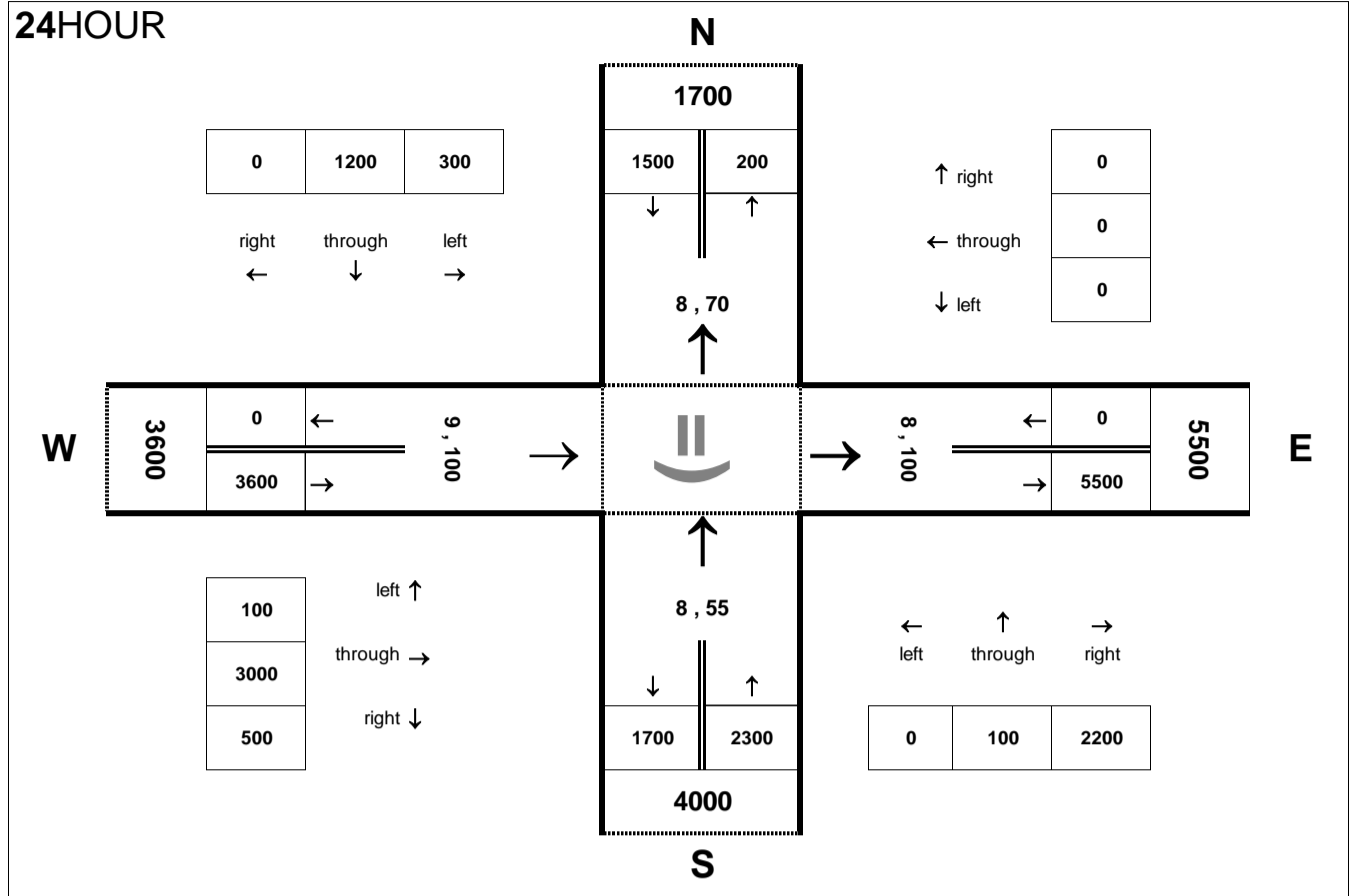 24HOUR
N
1700
0 1200 300
1500 200
↑ right
0
right through left
← ↓ →
← through
0
↓ left
0
8 , 70
W
3600
0 ←
9 , 100
8 , 100
← 0
5500
E
3600 →
→ 5500
100
left ↑
8 , 55
← ↑ →
left through right
3000
through →
500
right ↓
1700 2300
0 100 2200
4000
S